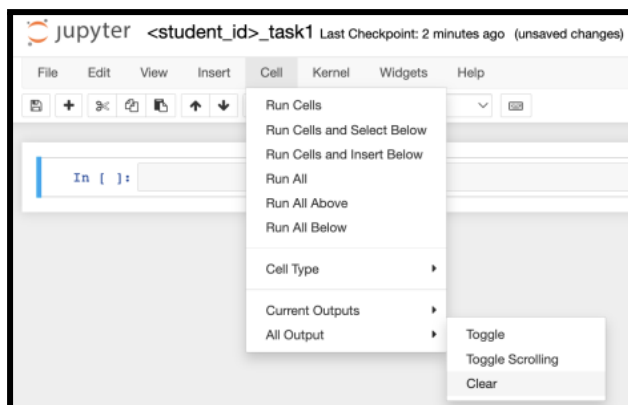 jupyter <student_id>_task1 Last Checkpoint: 2 minutes ago (unsaved changes)
File Edit View Insert Cell Kernel Widgets Help
In [ ]:
Run Cells
Run Cells and Select Below
Run Cells and Insert Below
Run All
Run All Above
Run All Below
Cell Type
Current Outputs
All Output
Toggle
Toggle Scrolling
Clear